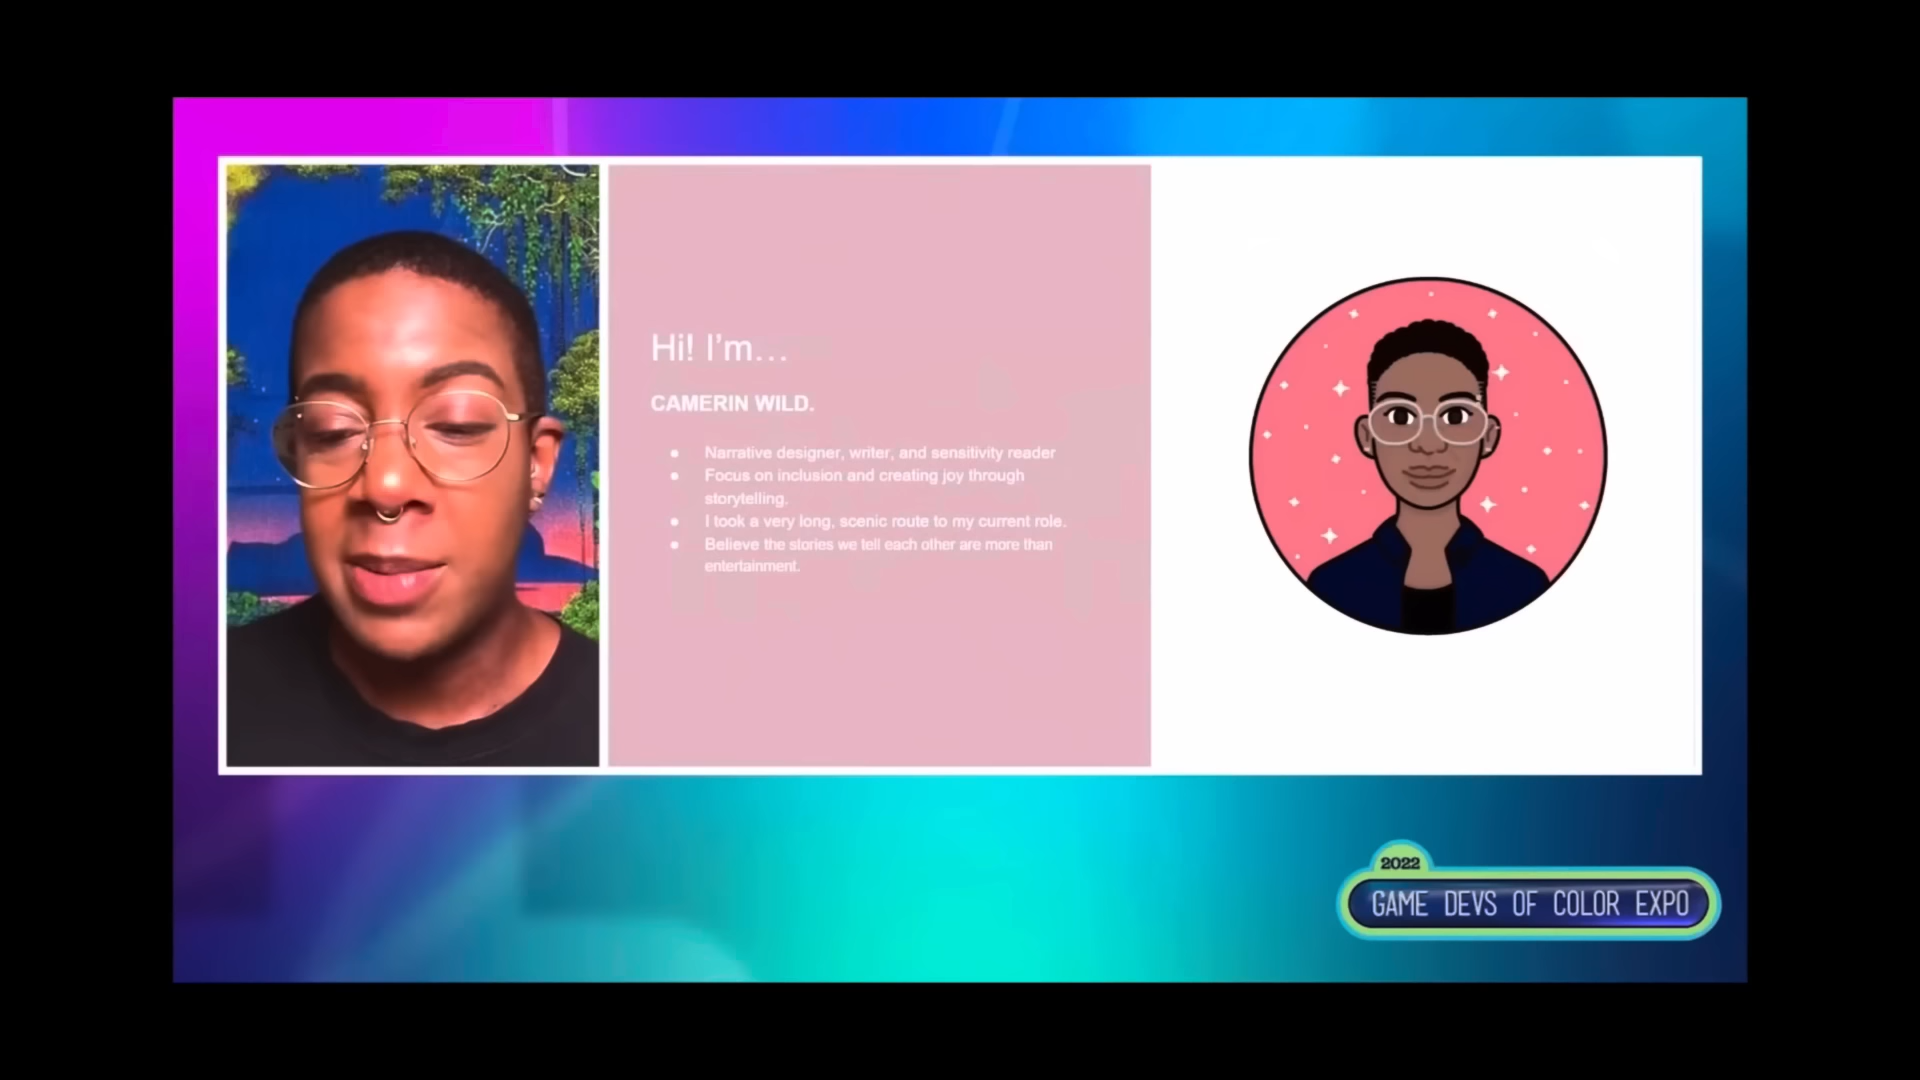 Hi! I'm...
CAMERIN WILD.
● Narrative designer, writer, and sensitivity reader
● Focus on inclusion and creating joy through
storytelling.
● I took a very long, scenic route to my current role.
● Believe the stories we tell each other are more than
entertainment.
2022
GAME DEVS OF COLOR EXPO